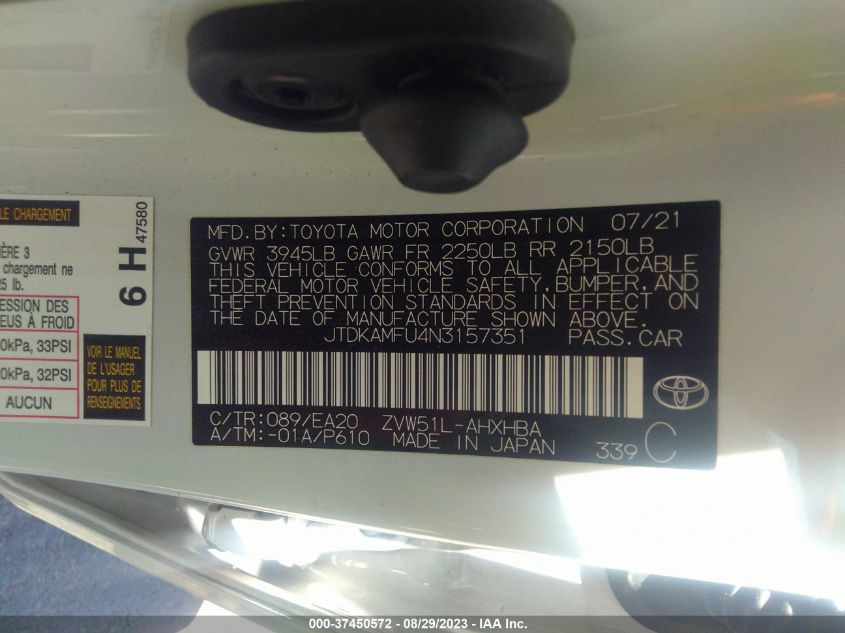 LE CHARGEMENT
IÈRE 3
chargement ne
5 lb.
ESSION DES
EUS À FROID
0kPa, 33PSI
0kPa, 32PSI
AUCUN
VOIR LE MANUEL
DE L'USAGER
POUR PLUS DE
RENSEIGNEMENTS.
6 H 47580
MFD.BY:TOYOTA MOTOR CORPORATION 07/21
GVWR 3945LB GAWR FR 2250LB RR 2150LB
THIS VEHICLE CONFORMS TO ALL APPLICABLE
FEDERAL MOTOR VEHICLE SAFETY,BUMPER,AND
THEFT PREVENTION STANDARDS IN EFFECT ON
THE DATE OF MANUFACTURE SHOWN ABOVE.
JTDKAMFU4N3157351 PASS.CAR
C/TR:089/EA20 ZVW51L-AHXHBA
A/TM:-01A/P610 MADE IN JAPAN 339 C
000-37450572 - 08/29/2023 - IAA Inc.